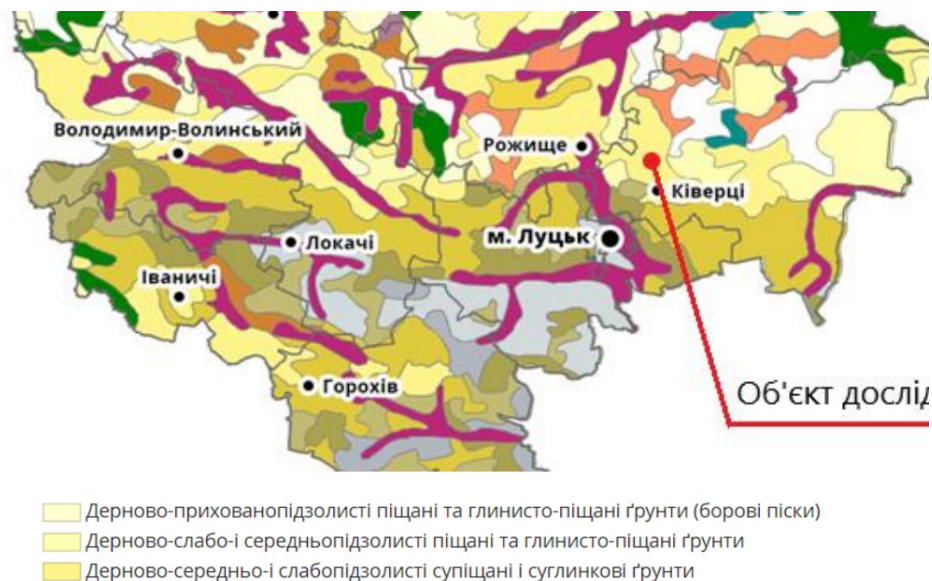 Володимир-Волинський
Рожище
Ківерці
м. Луцьк
Локачі
Іваничі
Горохів
Об'єкт дослід
Дерново-прихованопідзолисті піщані та глинисто-піщані ґрунти (борові піски)
Дерново-слабо-і середньопідзолисті піщані та глинисто-піщані ґрунти
Дерново-середньо-і слабопідзолисті супіщані і суглинкові ґрунти